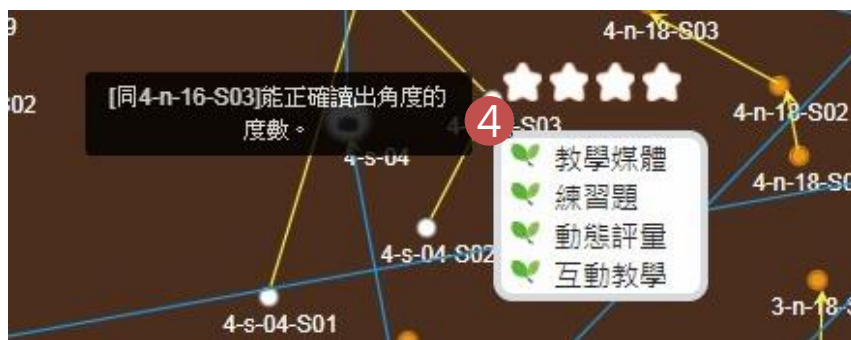 9
4-n-18-S03
:02
[同4-n-16-S03]能正確讀出角度的
度數。
4
-S03
4-n-18-S02
4-s-04
教學媒體
練習題
動態評量
互動教學
4-n-18-S0
4-s-04-S02
3-n-18-S
4-s-04-S01